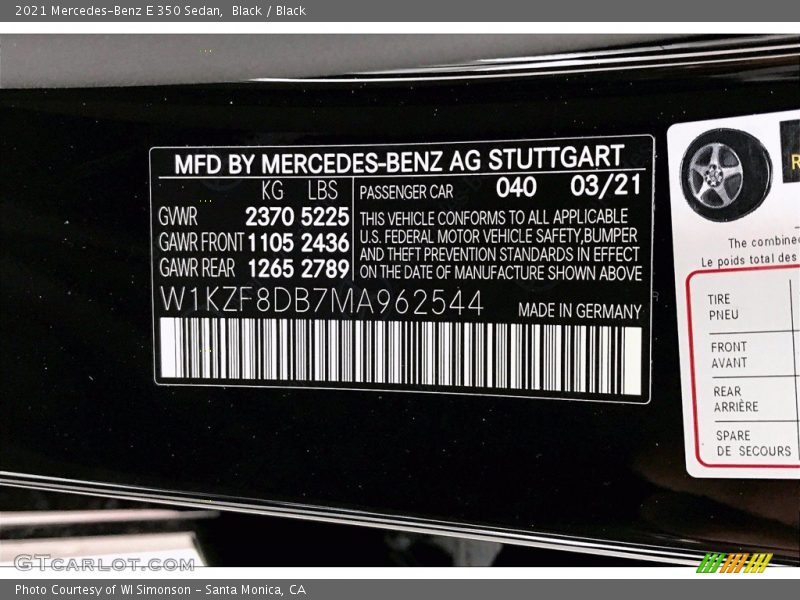 2021 Mercedes-Benz E 350 Sedan,  Black / Black
MFD BY MERCEDES-BENZ AG STUTTGART
KG LBS
GVWR 2370 5225
GAWR FRONT 1105 2436
GAWR REAR 1265 2789
PASSENGER CAR 040 03/21
THIS VEHICLE CONFORMS TO ALL APPLICABLE
U.S. FEDERAL MOTOR VEHICLE SAFETY,BUMPER
AND THEFT PREVENTION STANDARDS IN EFFECT
ON THE DATE OF MANUFACTURE SHOWN ABOVE
W1KZF8DB7MA962544 MADE IN GERMANY
R
The combined
Le poids total des
TIRE
PNEU
FRONT
AVANT
REAR
ARRIÈRE
SPARE
DE SECOURS
GTcarlot.com
Photo Courtesy of WI Simonson - Santa Monica, CA